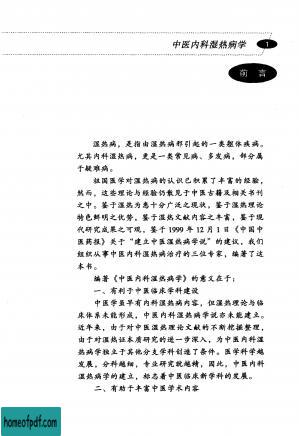 中医内科湿热病学 1
前言
湿热病，是指由湿热病邪引起的一类躯体疾病。
尤其内科湿热病，更是一类常见病、多发病，部分属
于疑难病。
祖国医学对湿热病的认识已积累了丰富的经验，
然而，这些理论与经验仍散见于中医古籍及相关书刊
之中。鉴于湿热为患十分广泛之现状，鉴于湿热理论
特色鲜明之优势，鉴于湿热文献内容之丰富，鉴于现
代研究成果之可观，鉴于 1999 年 12 月 1 日《中国中
医药报》关于“建立中医湿热病学说”的建议，我们
组织从事中医内科湿热病治疗的三位专家，编著了这
本书。
编著《中医内科湿热病学》的意义在于：
一、有利于中医临床学科建设
中医学虽早有内科湿热病内容，但湿热理论与临
床体系未能形成，中医内科湿热病学说亦未能建立。
近年来，由于对中医湿热理论文献的不断挖掘整理，
由于对湿热证本质研究的进一步深入，为中医内科湿
热病学独立于其他分支学科创造了条件。医学科学越
发展，分科越细，专业研究就越精，因此，中医内科湿
热病学的建立，标志着中医临床新学科的发展。
二、有助于丰富中医学术内容
homeofpdf.com